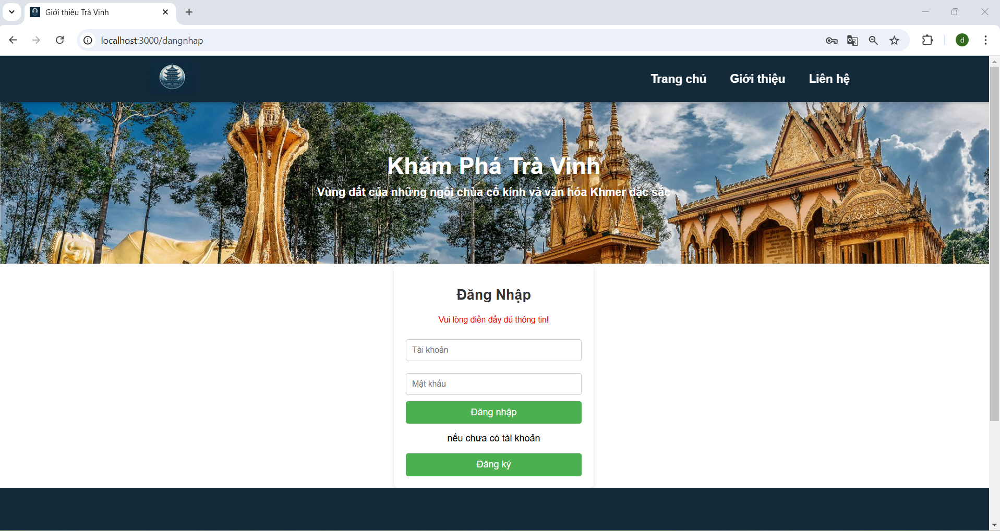 Giới thiệu Trà Vinh
localhost:3000/dangnhap
d
Trang chủ Giới thiệu Liên hệ
Khám Phá Trà Vinh
Vùng đất của những ngôi chùa cổ kính và văn hóa Khmer đặc sắc
Đăng Nhập
Vui lòng điền đầy đủ thông tin!
Tài khoản
Mật khẩu
Đăng nhập
nếu chưa có tài khoản
Đăng ký